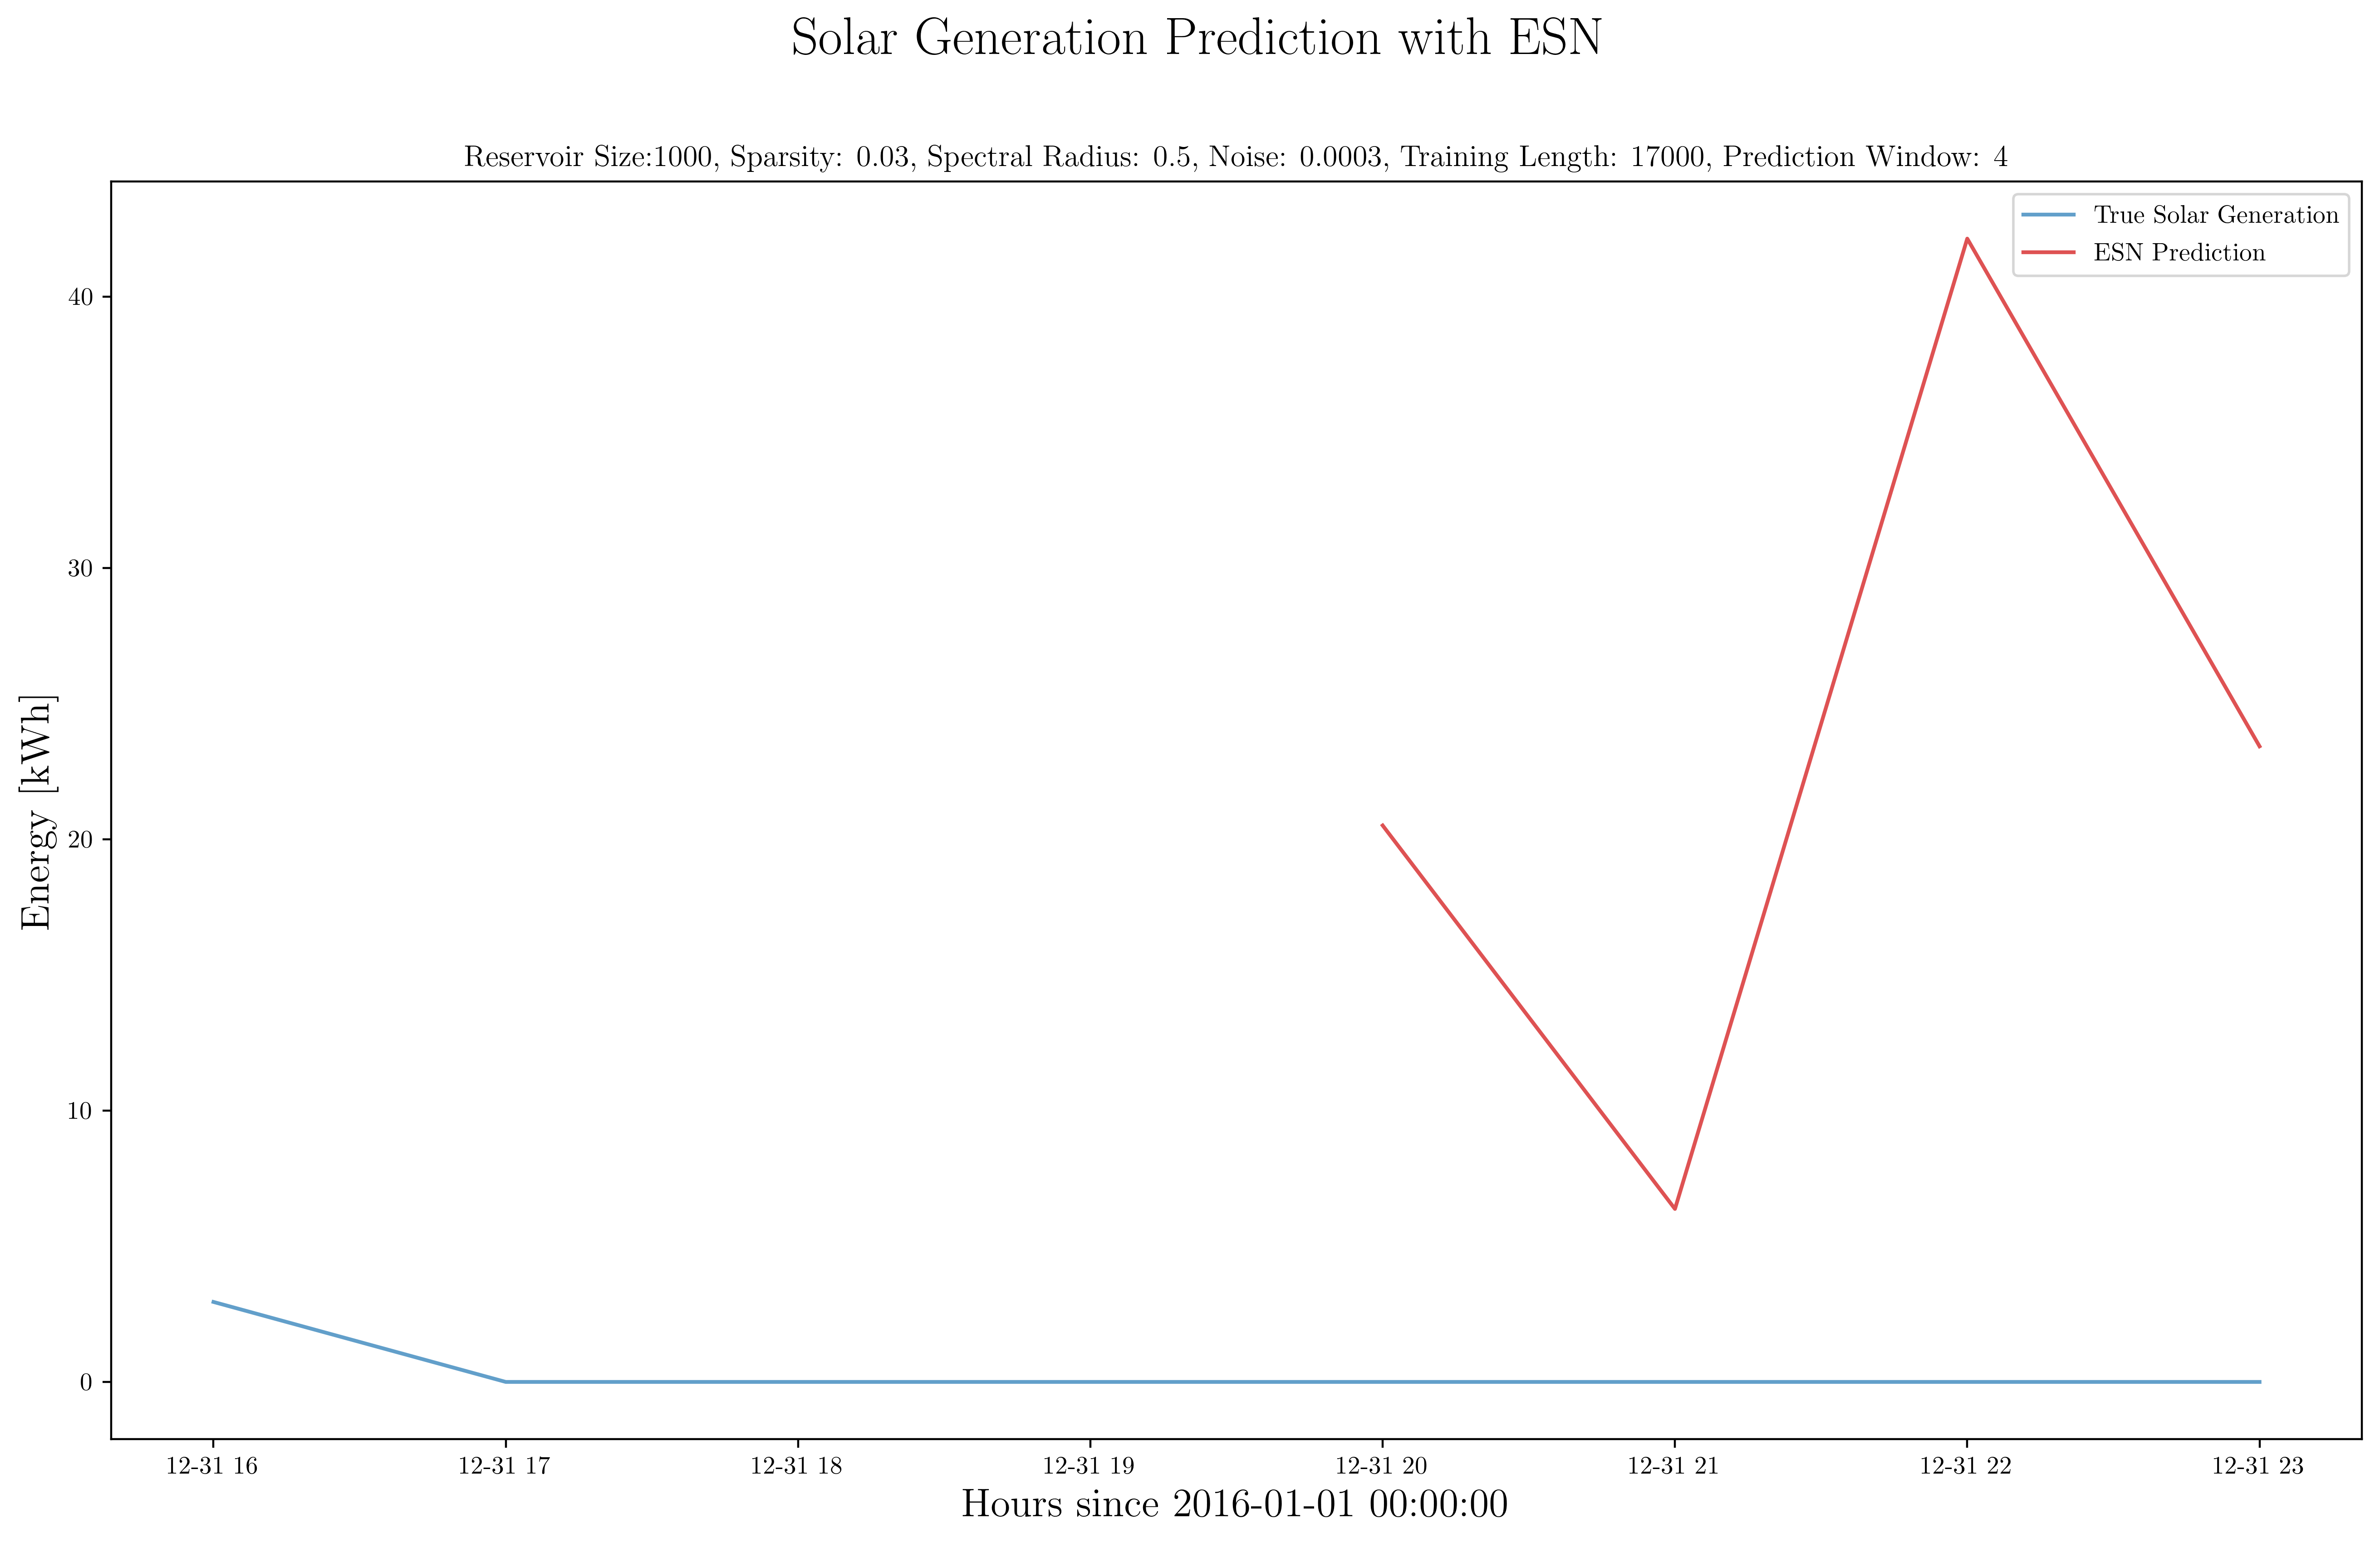 Solar Generation Prediction with ESN
Reservoir Size:1000, Sparsity: 0.03, Spectral Radius: 0.5, Noise: 0.0003, Training Length: 17000, Prediction Window: 4
True Solar Generation
ESN Prediction
40
30
20
10
0
Energy [kWh]
12-31 16 12-31 17 12-31 18 12-31 19 12-31 20 12-31 21 12-31 22 12-31 23
Hours since 2016-01-01 00:00:00